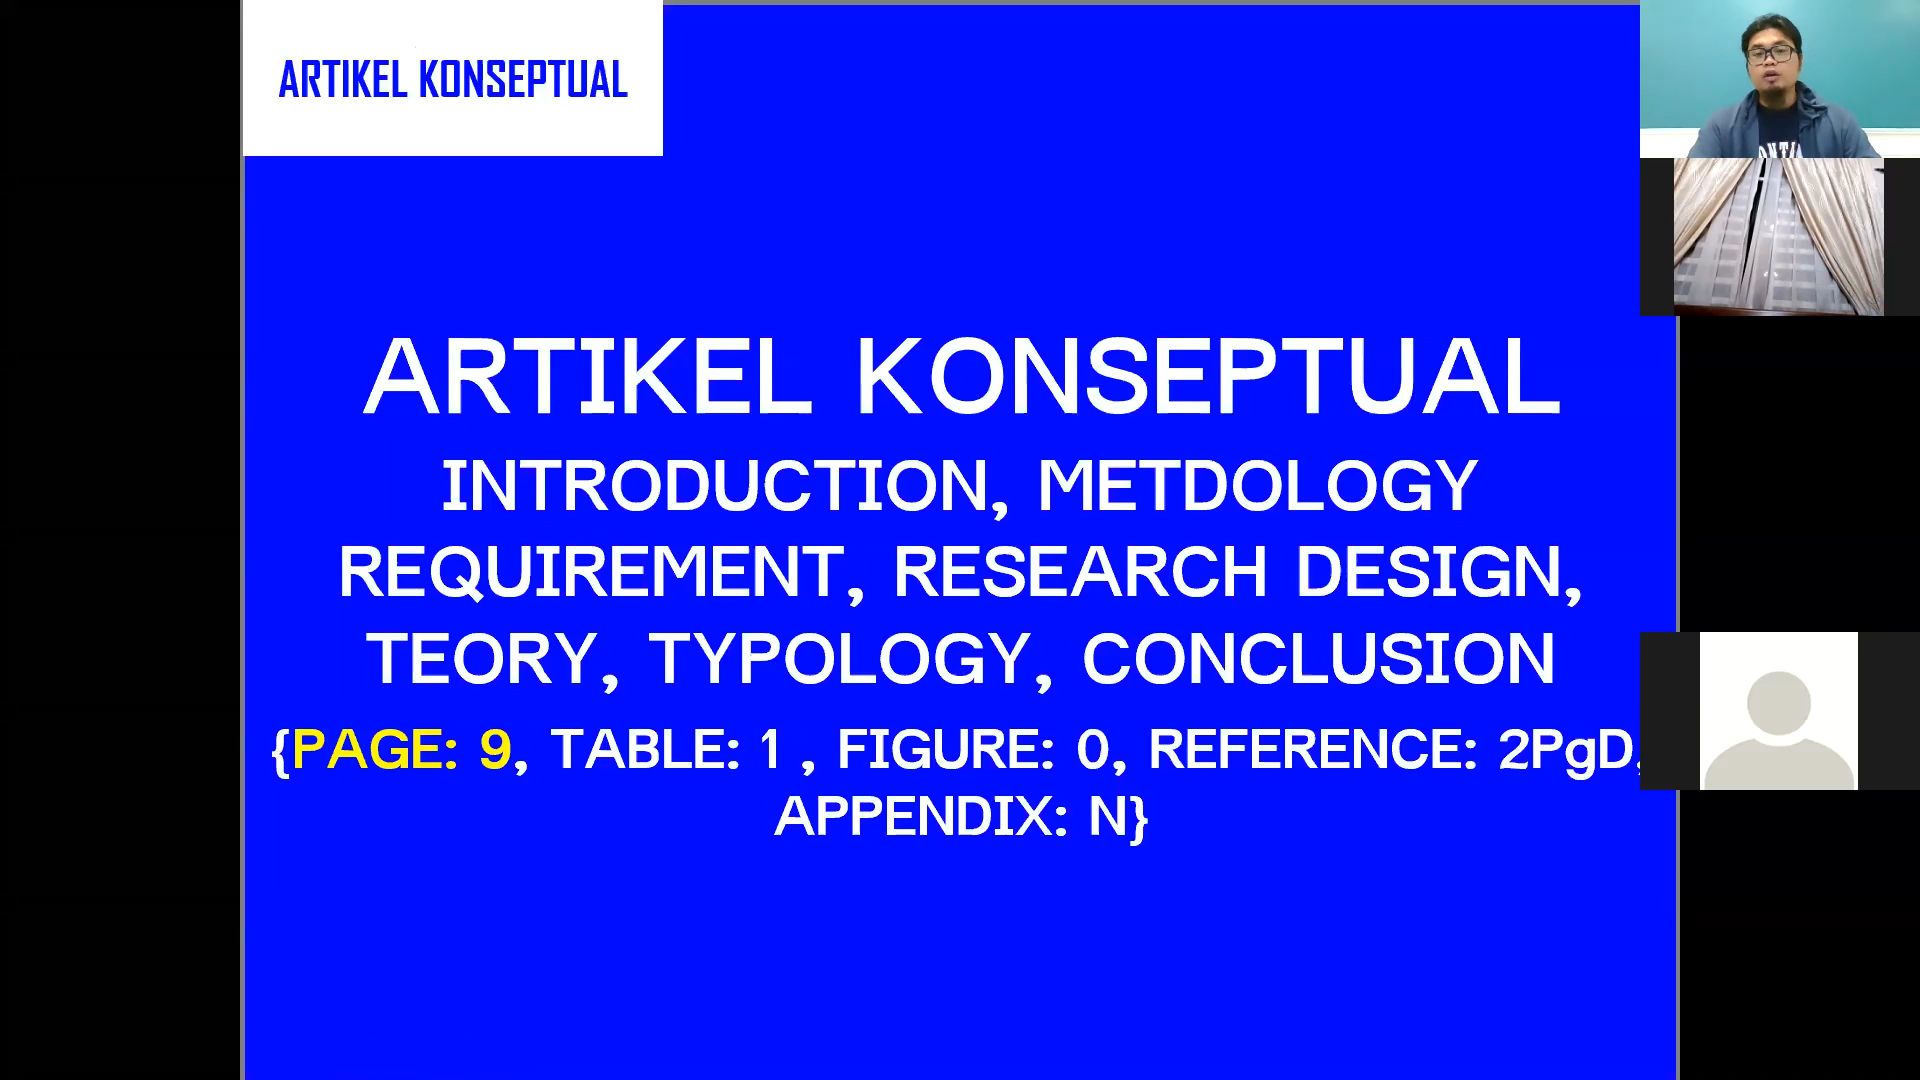 ARTIKEL KONSEPTUAL
ARTIKEL KONSEPTUAL
INTRODUCTION, METDOLOGY
REQUIREMENT, RESEARCH DESIGN,
TEORY, TYPOLOGY, CONCLUSION
{PAGE: 9, TABLE: 1 , FIGURE: 0, REFERENCE: 2PgD,
APPENDIX: N}